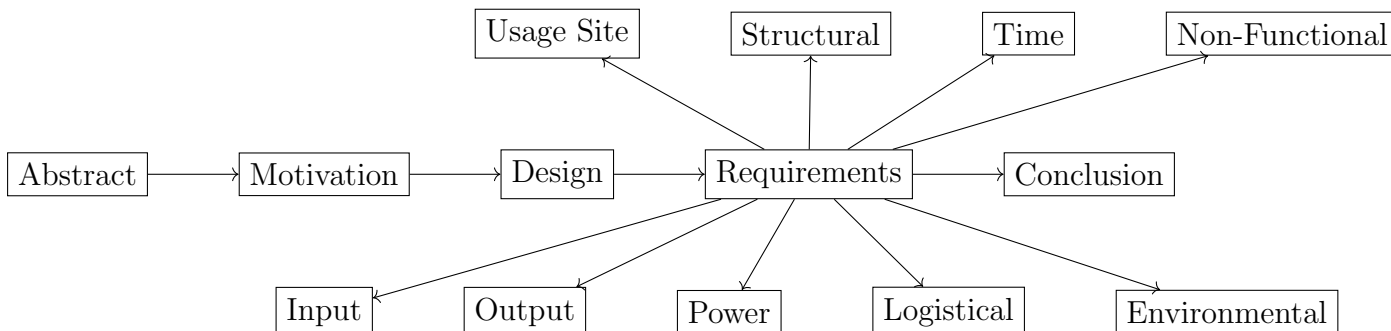 Usage Site
Structural
Time
Non-Functional
Abstract
Motivation
Design
Requirements
Conclusion
Input
Output
Power
Logistical
Environmental